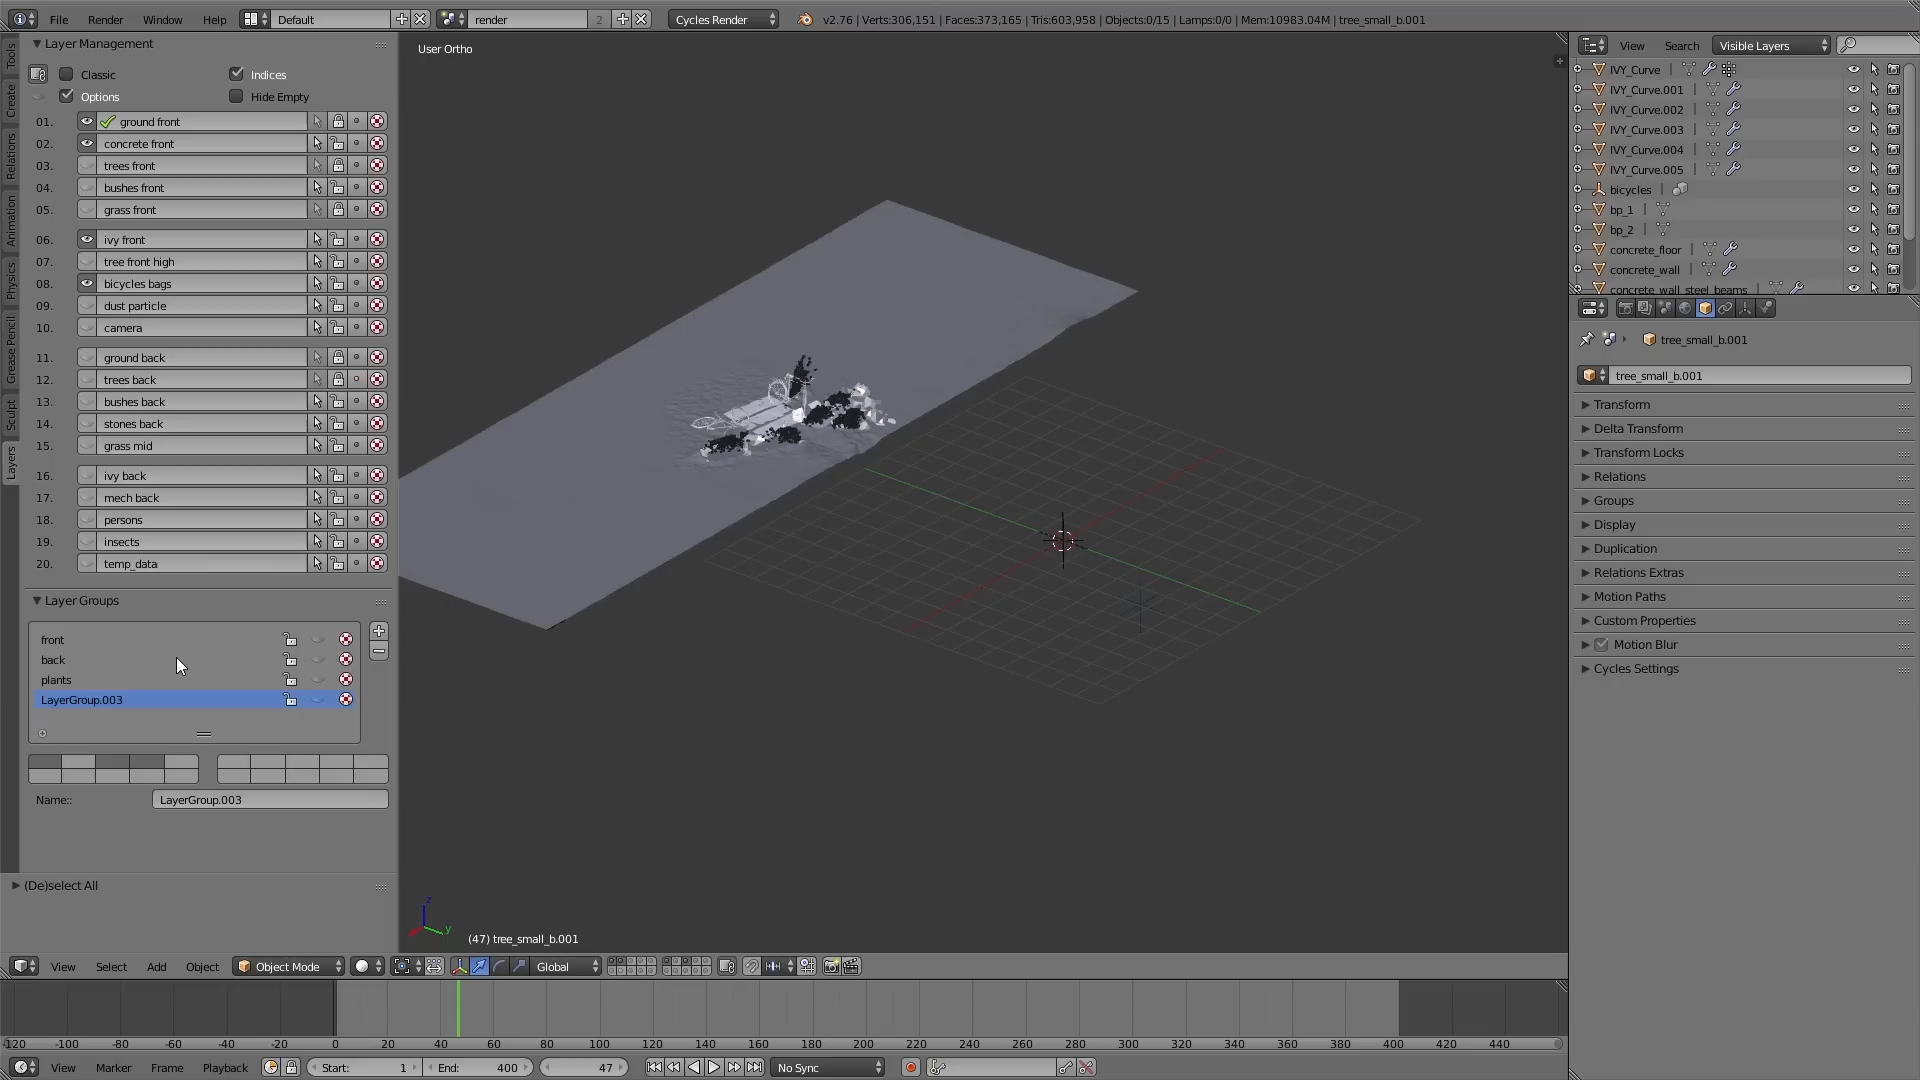 File Render Window Help Default render 2 Cycles Render v2.76 | Verts:306,151 | Faces:373,165 | Tris:603,958 | Objects:0/15 | Lamps:0/0 | Mem:10983.04M | tree_small_b.001
Tools
Create
Relations
Animation
Physics
Grease Pencil
Sculpt
Layers
Layer Management
Classic Indices
Options Hide Empty
01. ground front
02. concrete front
03. trees front
04. bushes front
05. grass front
06. ivy front
07. tree front high
08. bicycles bags
09. dust particle
10. camera
11. ground back
12. trees back
13. bushes back
14. stones back
15. grass mid
16. ivy back
17. mech back
18. persons
19. insects
20. temp_data
Layer Groups
front
back
plants
LayerGroup.003
Name:: LayerGroup.003
(De)select All
User Ortho
z
y
(47) tree_small_b.001
View Select Add Object Object Mode Global
-120 -100 -80 -60 -40 -20 0 20 40 60 80 100 120 140 160 180 200 220 240 260 280 300 320 340 360 380 400 420 440
View Marker Frame Playback Start: 1 End: 400 47 No Sync
View Search Visible Layers
IVY_Curve
IVY_Curve.001
IVY_Curve.002
IVY_Curve.003
IVY_Curve.004
IVY_Curve.005
bicycles
bp_1
bp_2
concrete_floor
concrete_wall
concrete_wall_steel_beams
tree_small_b.001
tree_small_b.001
Transform
Delta Transform
Transform Locks
Relations
Groups
Display
Duplication
Relations Extras
Motion Paths
Custom Properties
Motion Blur
Cycles Settings